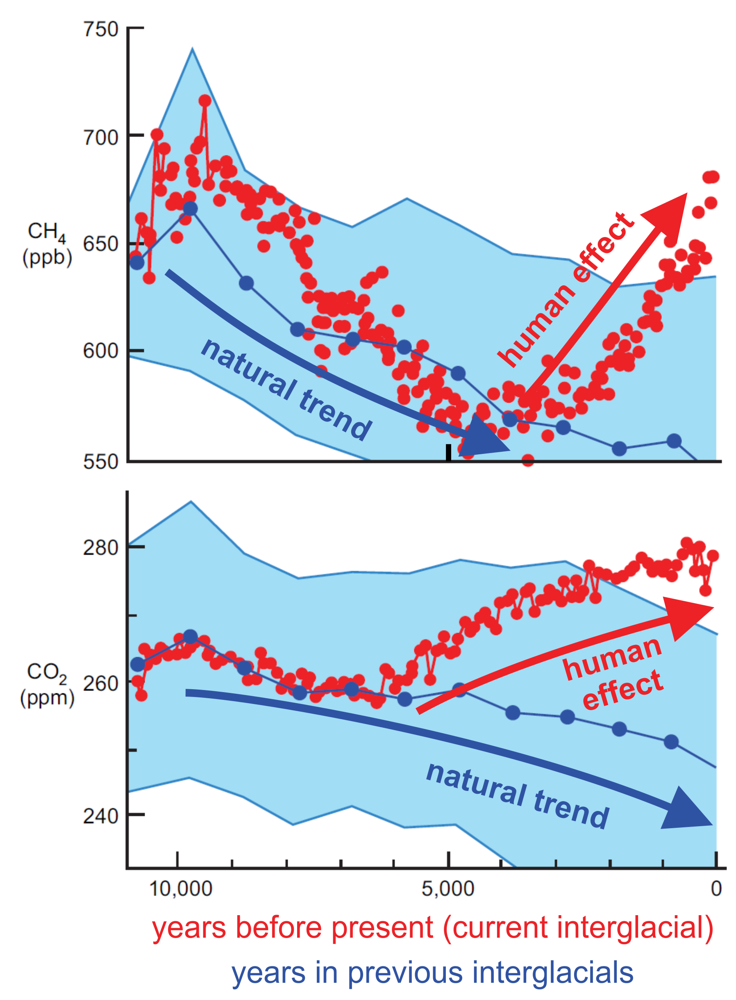 750
700
CH4
(ppb)
650
600
550
human effect
natural trend
280
CO2
(ppm)
260
240
human
effect
natural trend
10,000
5,000
0
years before present (current interglacial)
years in previous interglacials